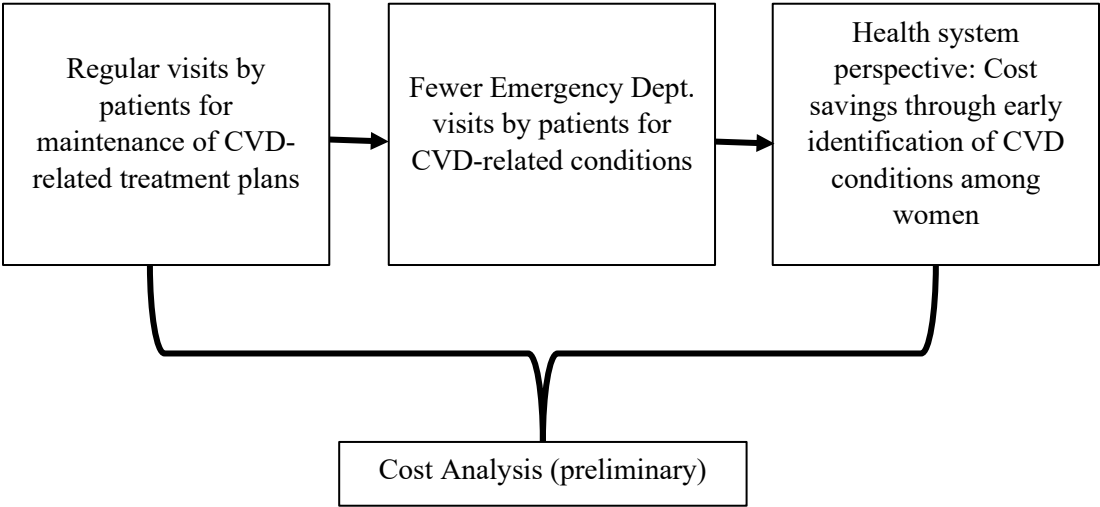 Regular visits by
patients for
maintenance of CVD-
related treatment plans
Fewer Emergency Dept.
visits by patients for
CVD-related conditions
Health system
perspective: Cost
savings through early
identification of CVD
conditions among
women
Cost Analysis (preliminary)